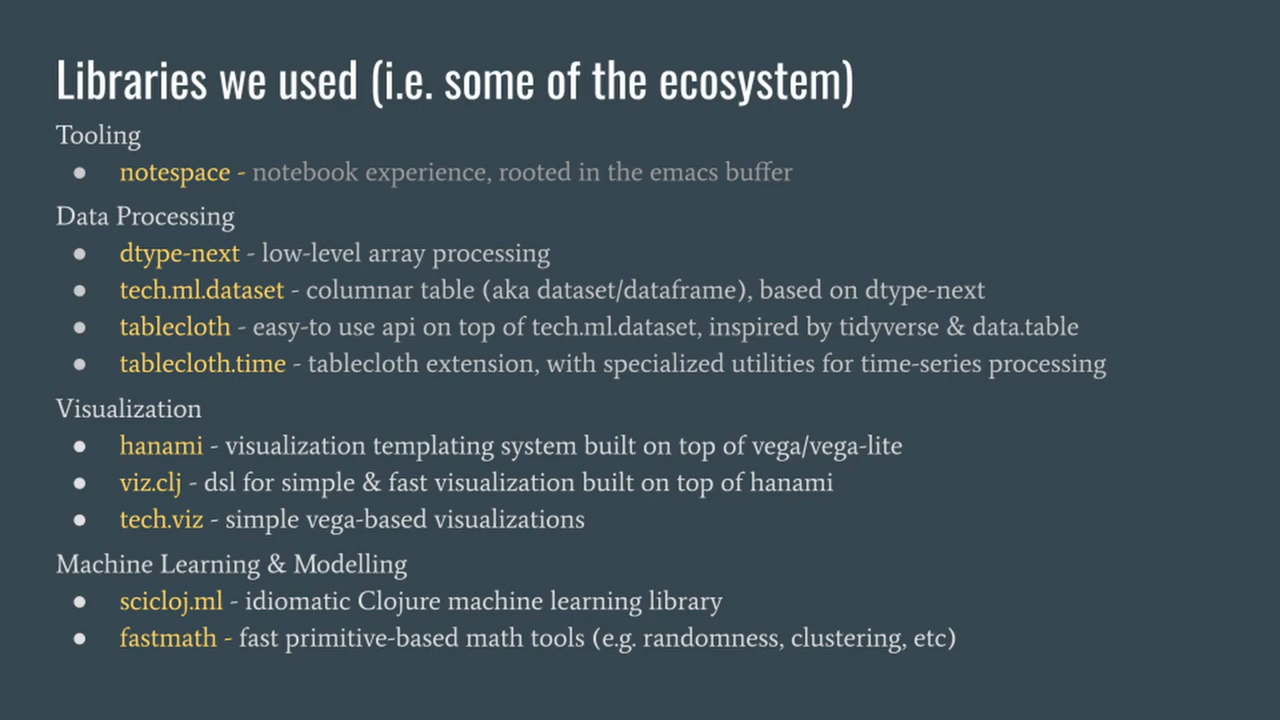 Libraries we used (i.e. some of the ecosystem)
Tooling
● notespace - notebook experience, rooted in the emacs buffer
Data Processing
● dtype-next - low-level array processing
● tech.ml.dataset - columnar table (aka dataset/dataframe), based on dtype-next
● tablecloth - easy-to use api on top of tech.ml.dataset, inspired by tidyverse & data.table
● tablecloth.time - tablecloth extension, with specialized utilities for time-series processing
Visualization
● hanami - visualization templating system built on top of vega/vega-lite
● viz.clj - dsl for simple & fast visualization built on top of hanami
● tech.viz - simple vega-based visualizations
Machine Learning & Modelling
● scicloj.ml - idiomatic Clojure machine learning library
● fastmath - fast primitive-based math tools (e.g. randomness, clustering, etc)